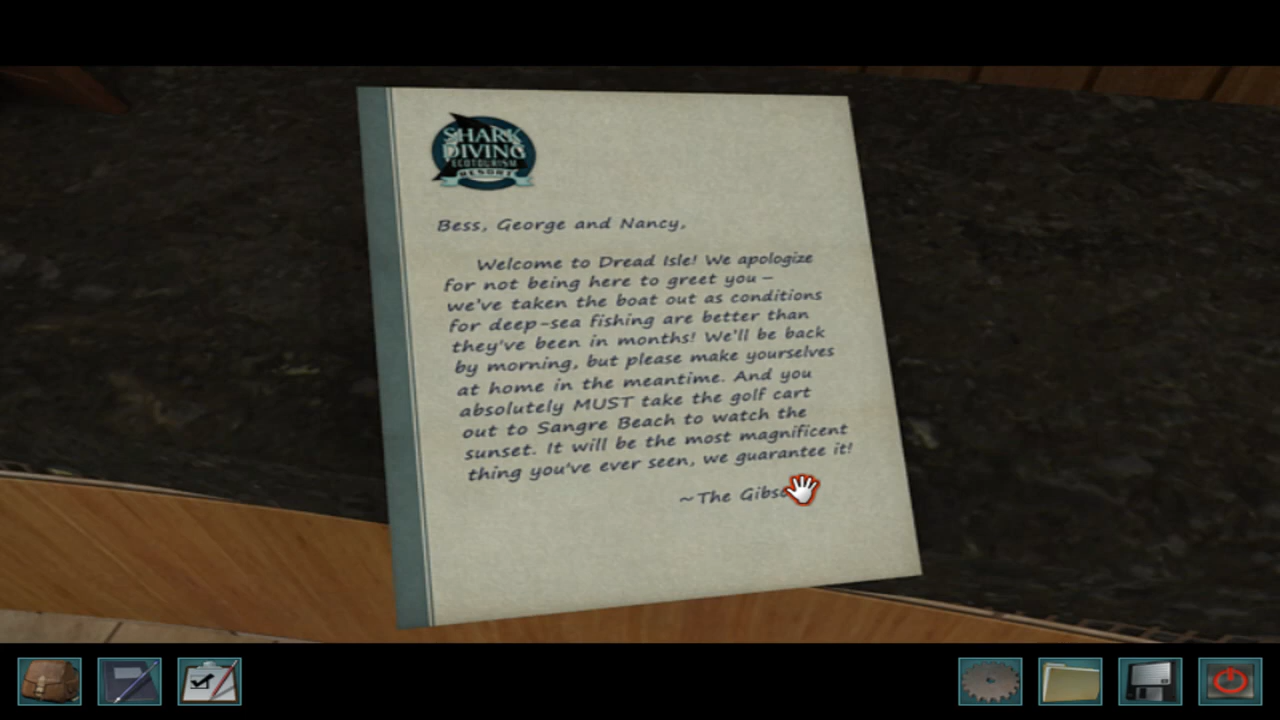 SHARK
DIVING
ECOTOURISM
RESORT
Bess, George and Nancy,
Welcome to Dread Isle! We apologize
for not being here to greet you –
we've taken the boat out as conditions
for deep-sea fishing are better than
they've been in months! We'll be back
by morning, but please make yourselves
at home in the meantime. And you
absolutely MUST take the golf cart
out to Sangre Beach to watch the
sunset. It will be the most magnificent
thing you've ever seen, we guarantee it!
~The